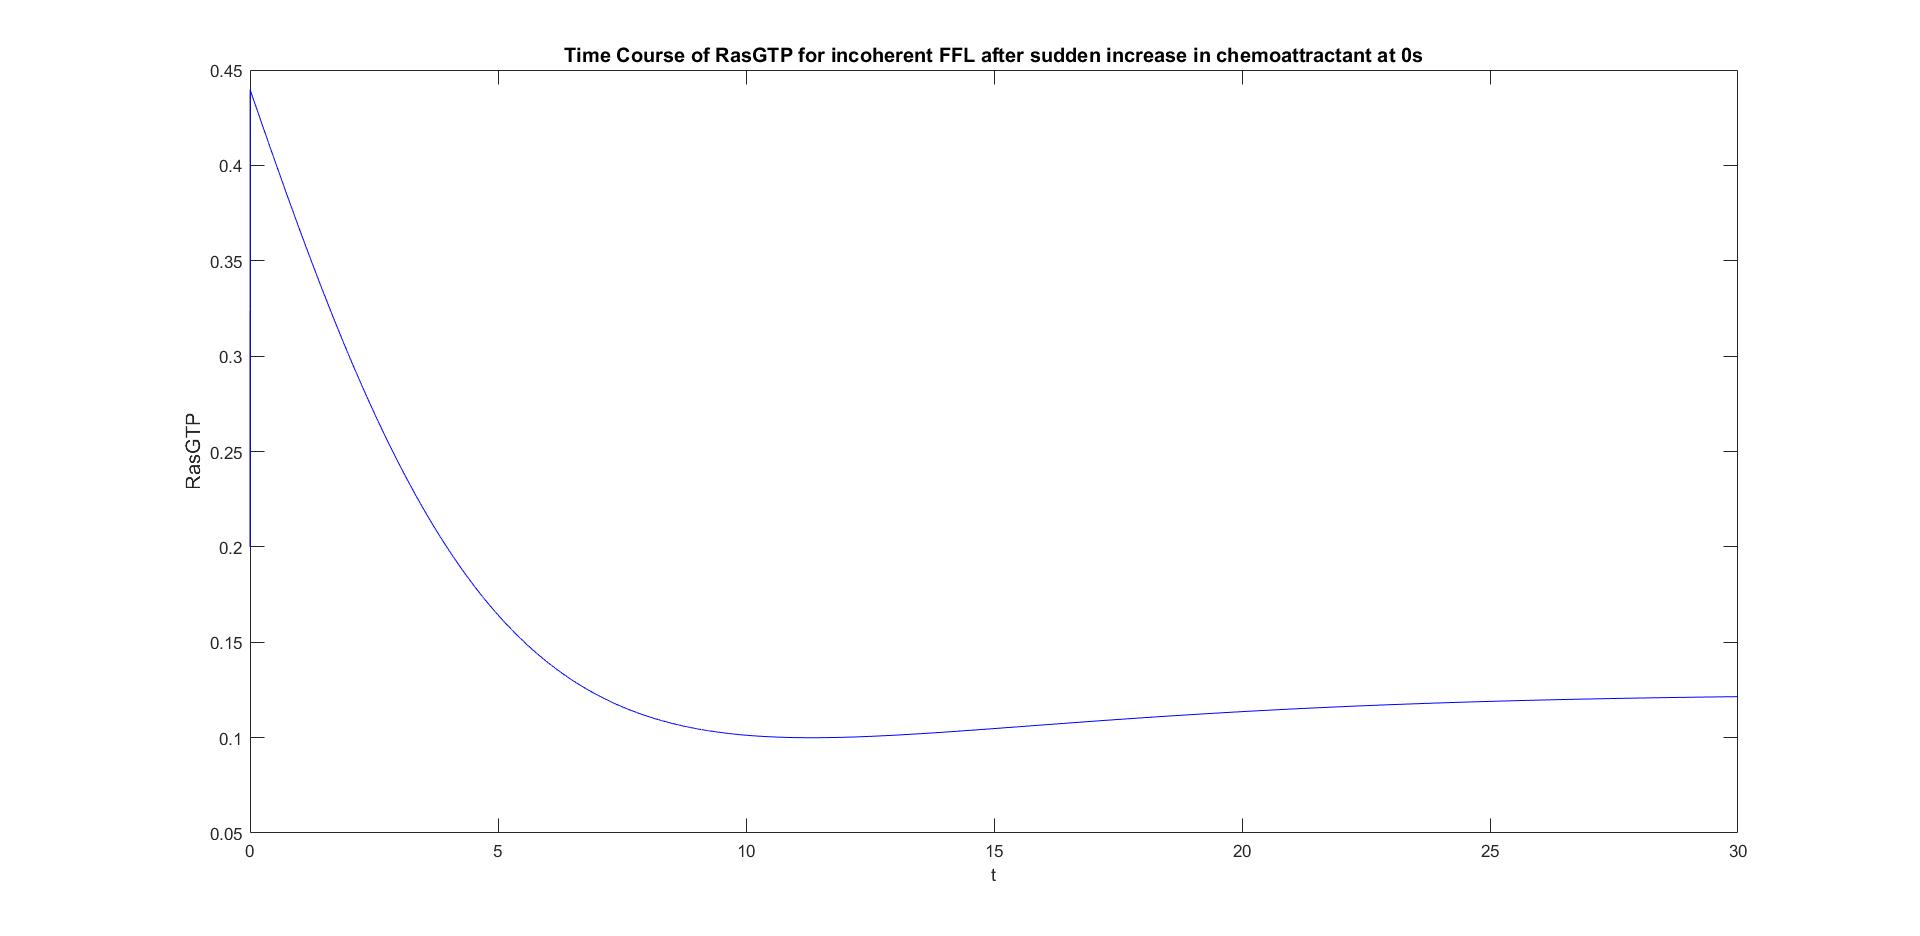 Time Course of RasGTP for incoherent FFL after sudden increase in chemoattractant at 0s
0.45
0.4
0.35
0.3
0.25
0.2
0.15
0.1
0.05
RasGTP
0 5 10 15 20 25 30
t